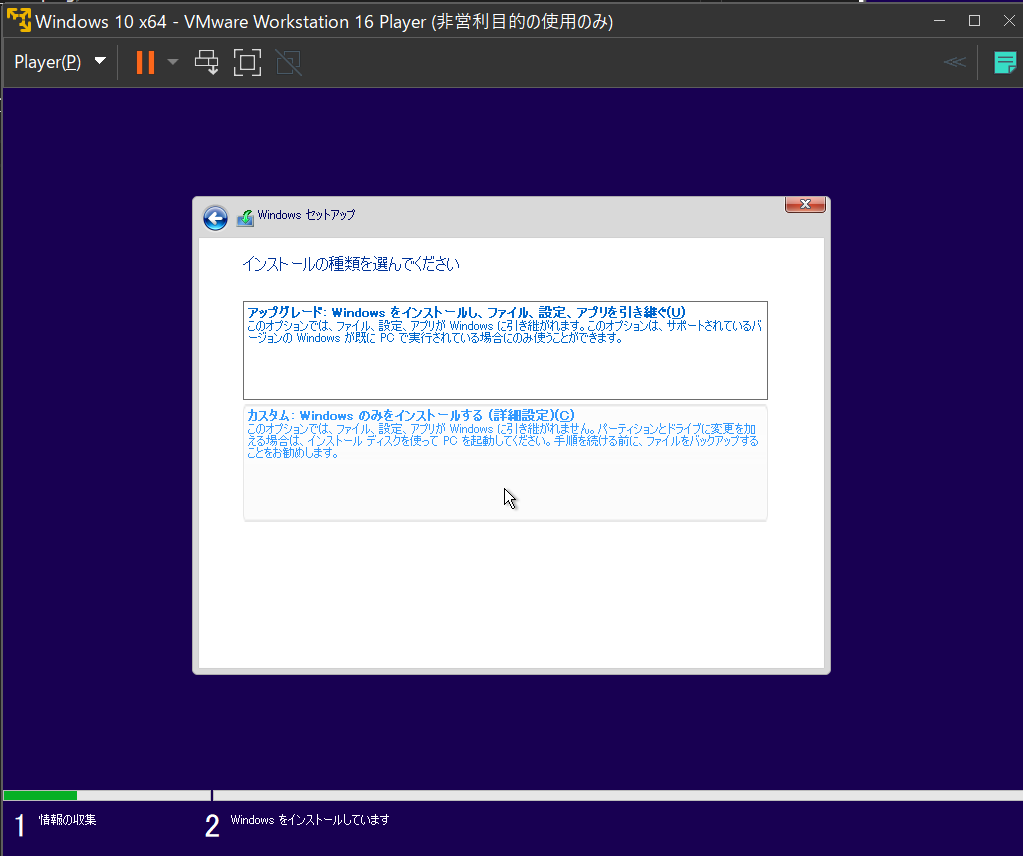 Windows 10 x64 - VMware Workstation 16 Player (非営利目的の使用のみ)
Player(P)
Windows セットアップ
インストールの種類を選んでください
アップグレード: Windows をインストールし、ファイル、設定、アプリを引き継ぐ(U)
このオプションでは、ファイル、設定、アプリが Windows に引き継がれます。このオプションは、サポートされているバ
ージョンの Windows が既に PC で実行されている場合にのみ使うことができます。
カスタム: Windows のみをインストールする (詳細設定)(C)
このオプションでは、ファイル、設定、アプリが Windows に引き継がれません。パーティションとドライブに変更を加
える場合は、インストール ディスクを使って PC を起動してください。手順を続ける前に、ファイルをバックアップする
ことをお勧めします。
1 情報の収集
2 Windows をインストールしています